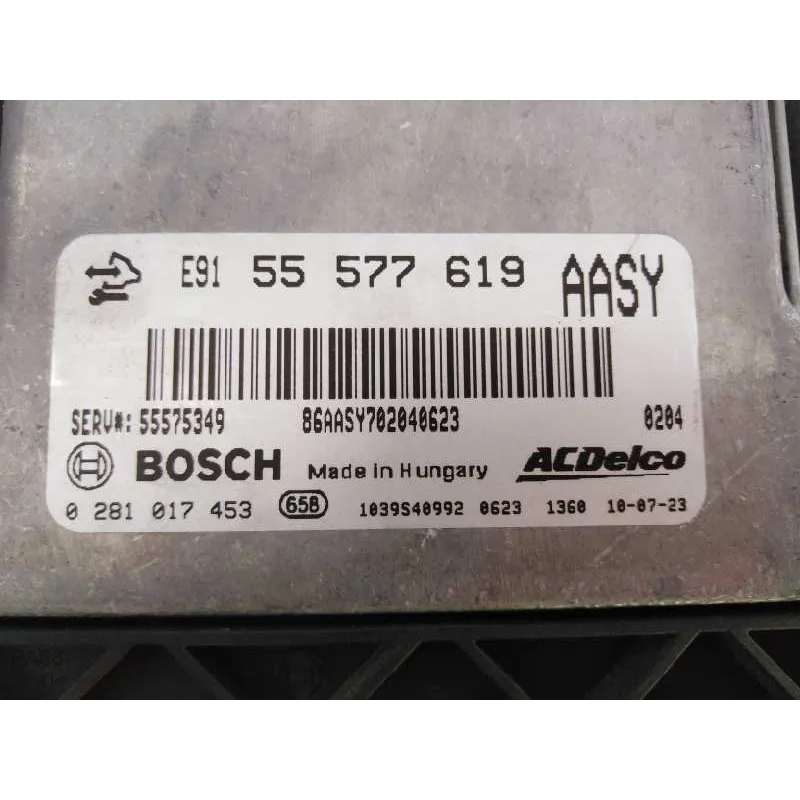 E91 55 577 619 AASY
SERV#: 55575349 86AASY702040623 0204
BOSCH Made in Hungary ACDelco
0 281 017 453 658 1039S40992 0623 1360 10-07-23